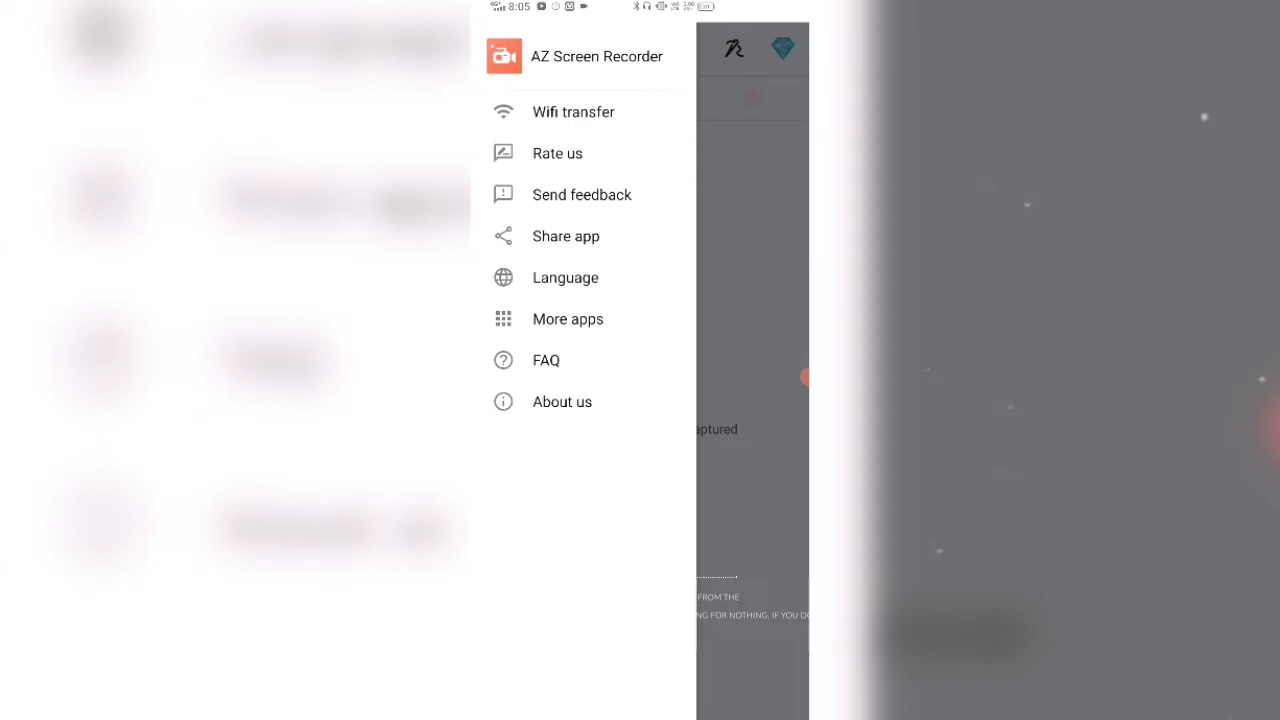 8:05
AZ Screen Recorder
Wifi transfer
Rate us
Send feedback
Share app
Language
More apps
FAQ
About us
aptured
FROM THE
NG FOR NOTHING. IF YOU DO